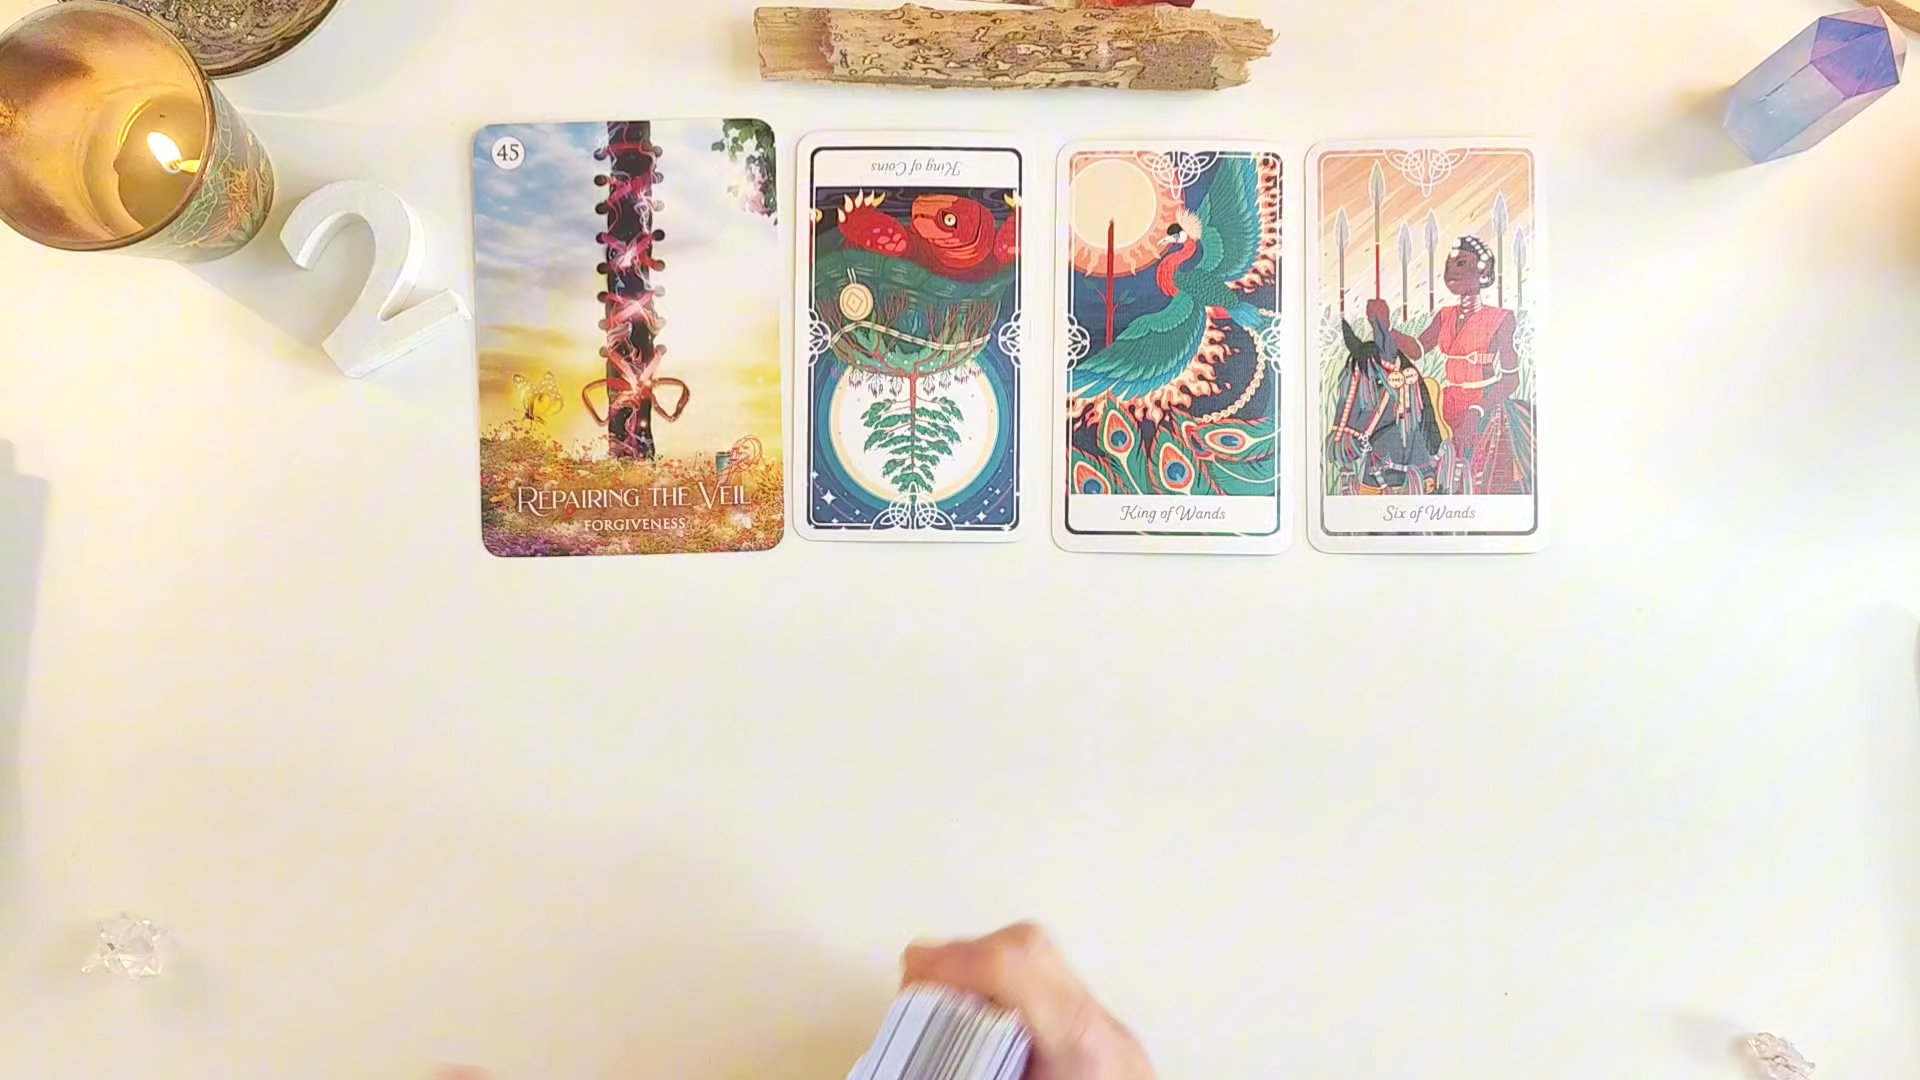 2
45
REPAIRING THE VEIL
FORGIVENESS
King of Coins
King of Wands
Six of Wands